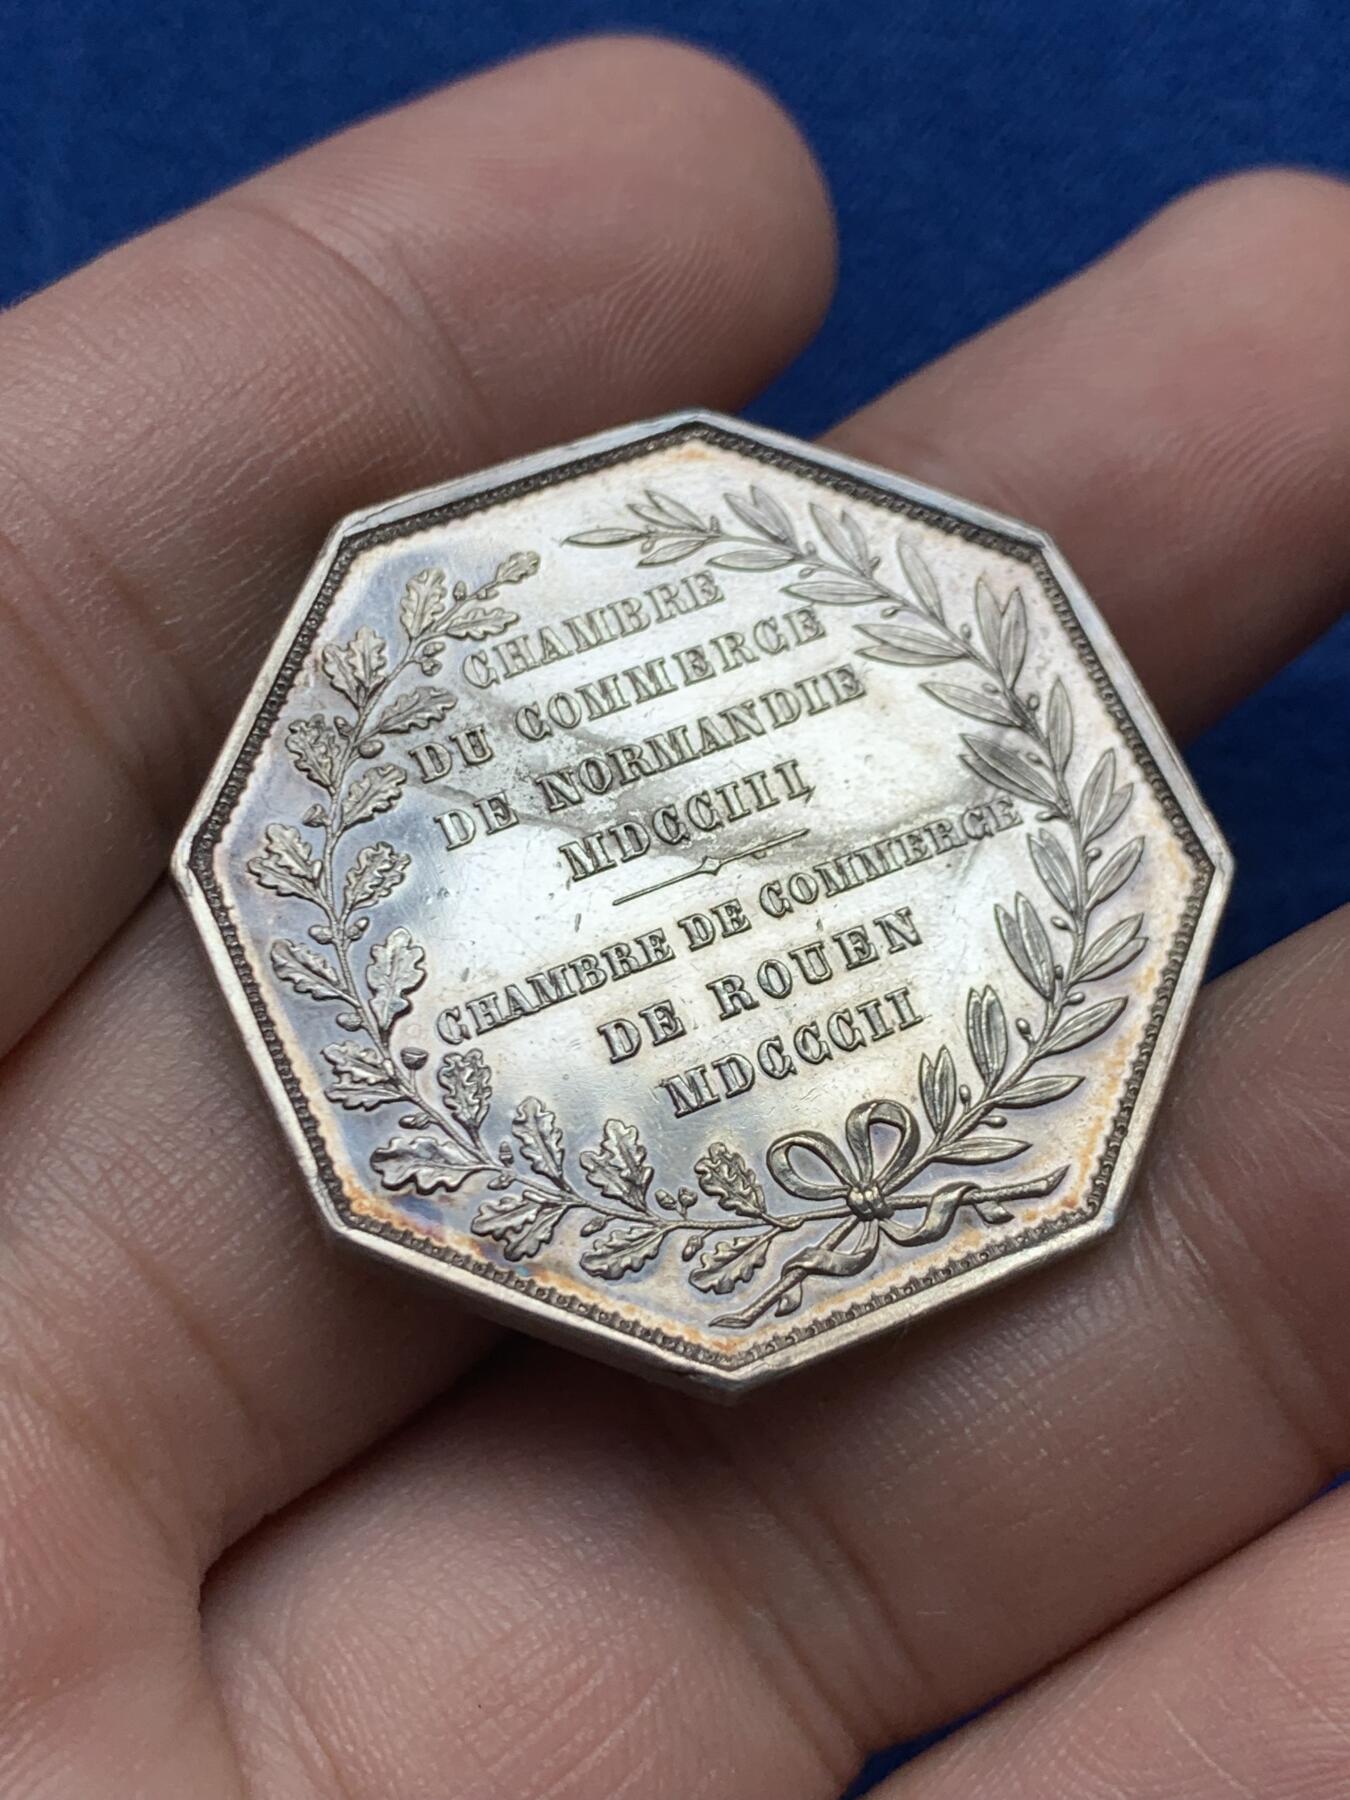 CHAMBRE
DU COMMERCE
DE NORMANDIE
MDCCIII
CHAMBRE DE COMMERCE
DE ROUEN
MDCCCII